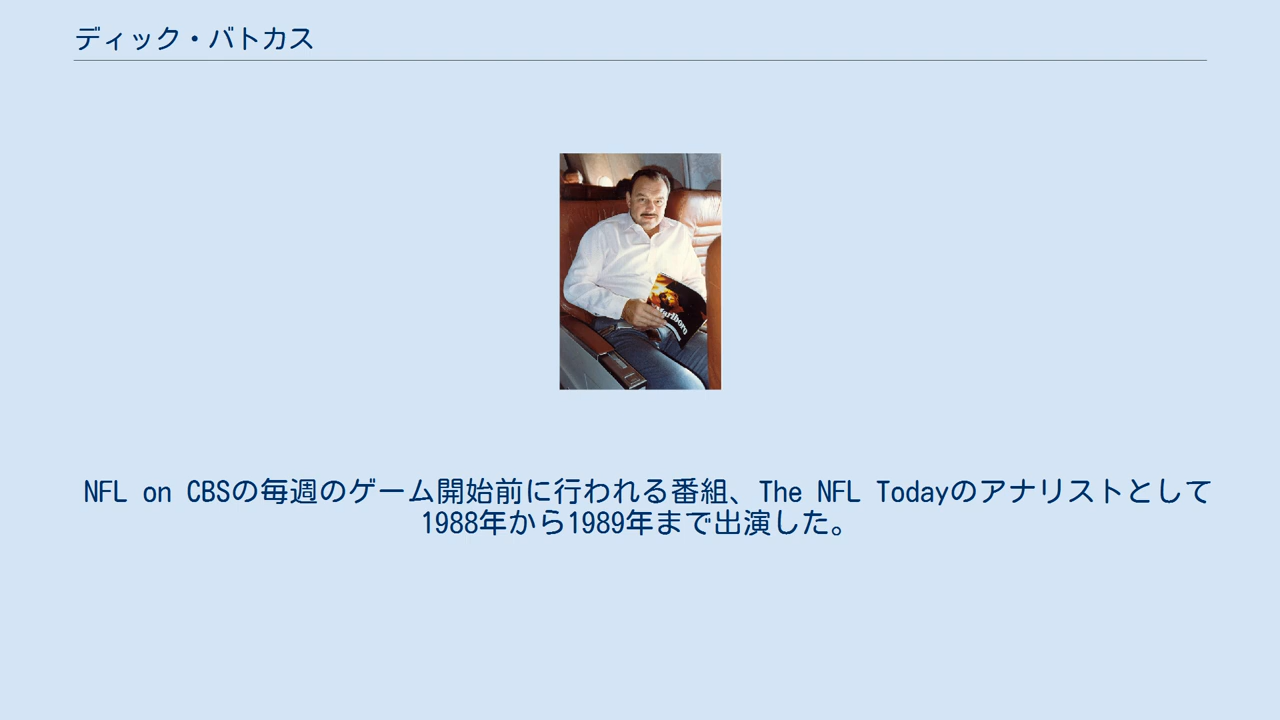 ディック・バトカス
Marlboro
NFL on CBSの毎週のゲーム開始前に行われる番組、The NFL Todayのアナリストとして
1988年から1989年まで出演した。